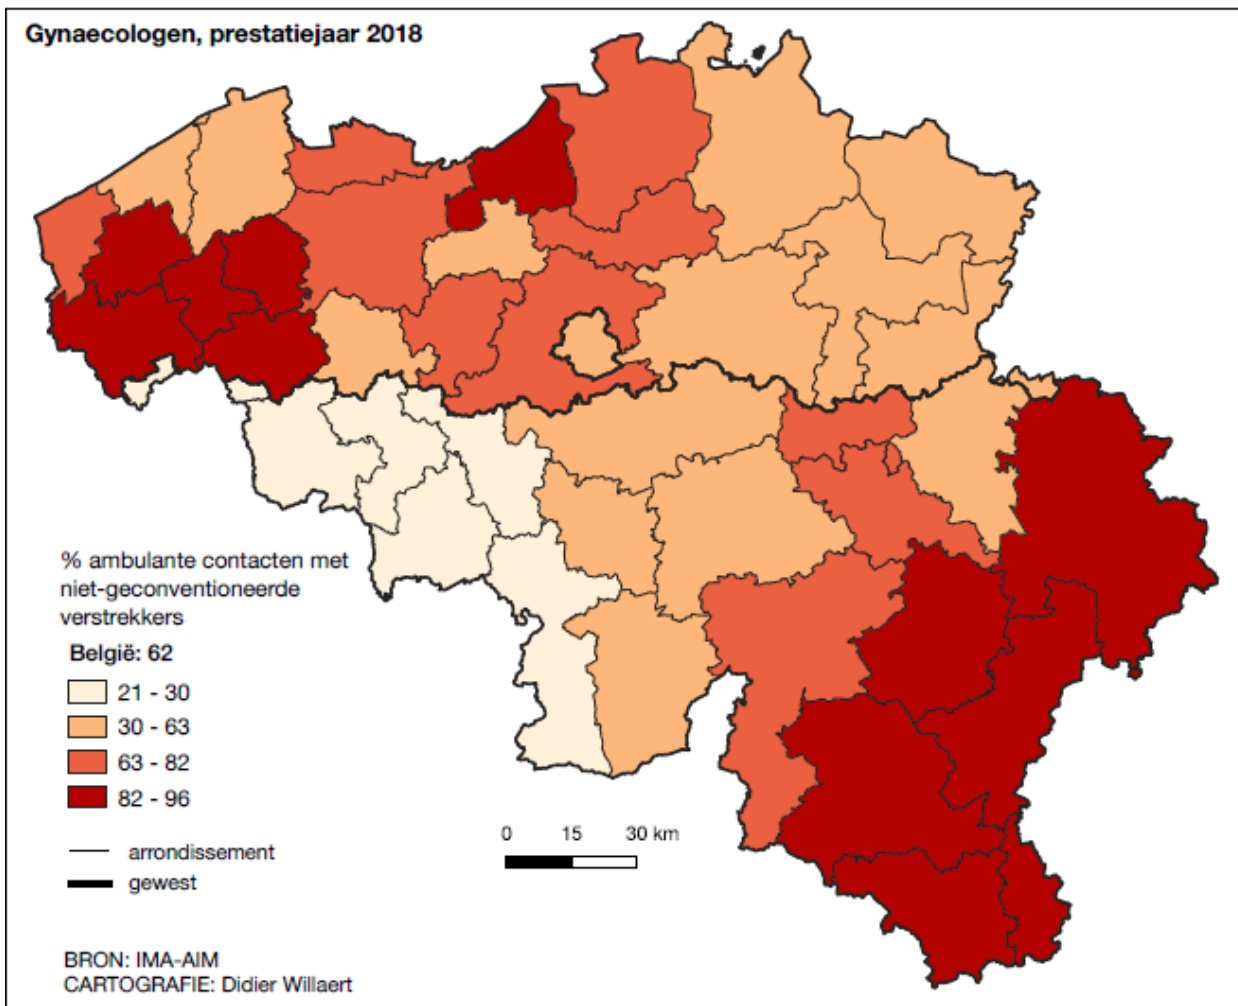 Gynaecologen, prestatiejaar 2018
% ambulante contacten met
niet-geconventioneerde
verstrekkers
België: 62
21 - 30
30 - 63
63 - 82
82 - 96
arrondissement
gewest
0 15 30 km
BRON: IMA-AIM
CARTOGRAFIE: Didier Willaert